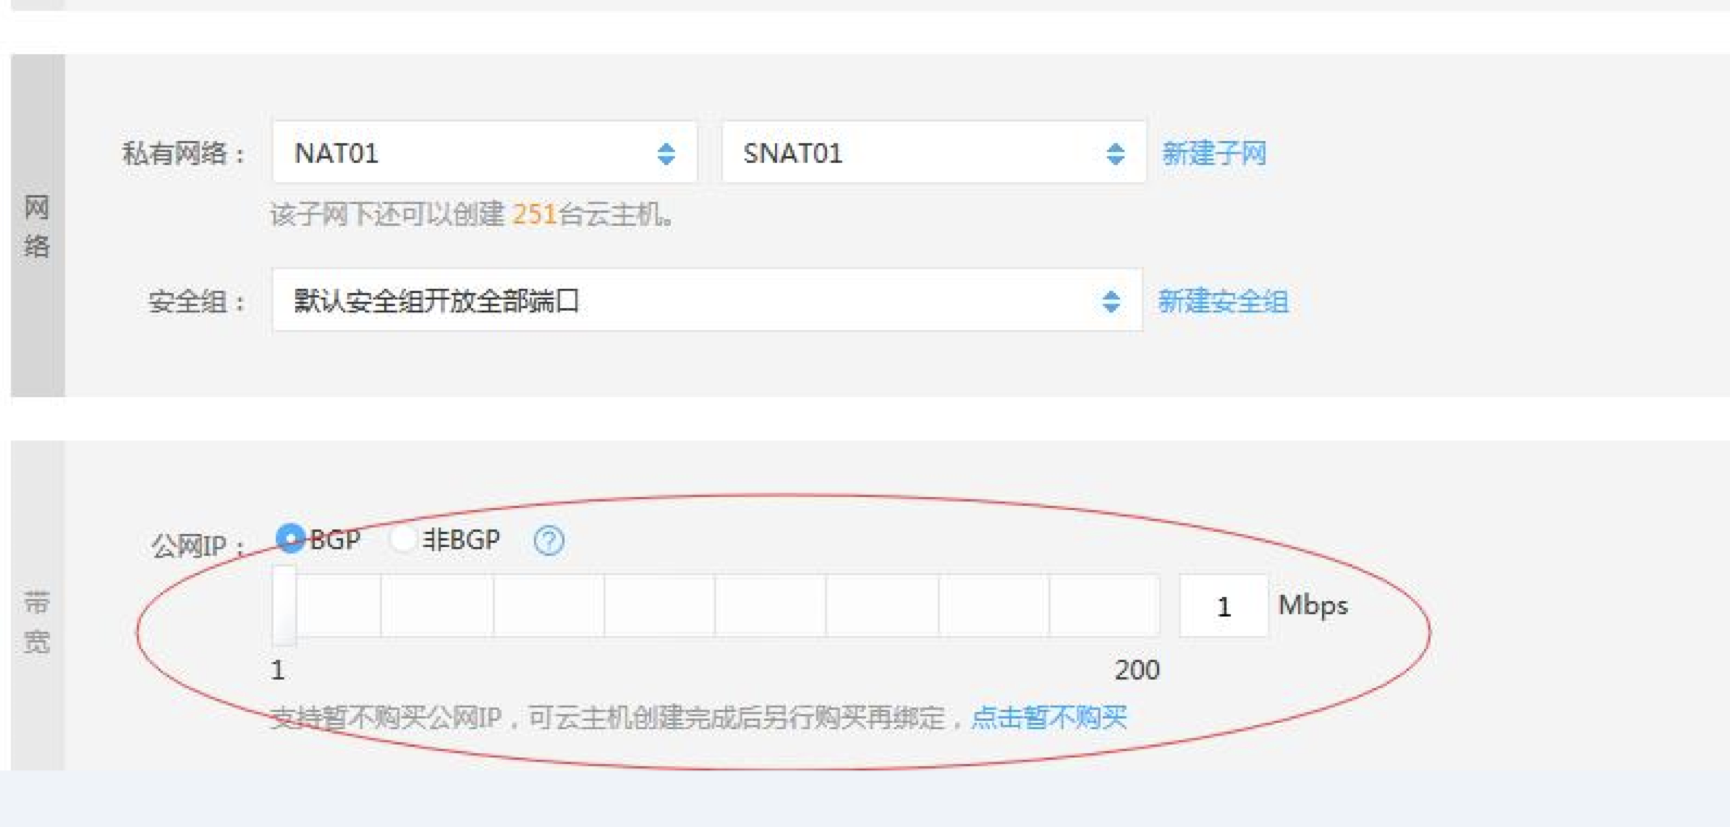 网络
私有网络： NAT01 SNAT01 新建子网
该子网下还可以创建 251台云主机。
安全组： 默认安全组开放全部端口 新建安全组
带宽
公网IP： BGP 非BGP ?
1 Mbps
1 200
支持暂不购买公网IP，可云主机创建完成后另行购买再绑定，点击暂不购买